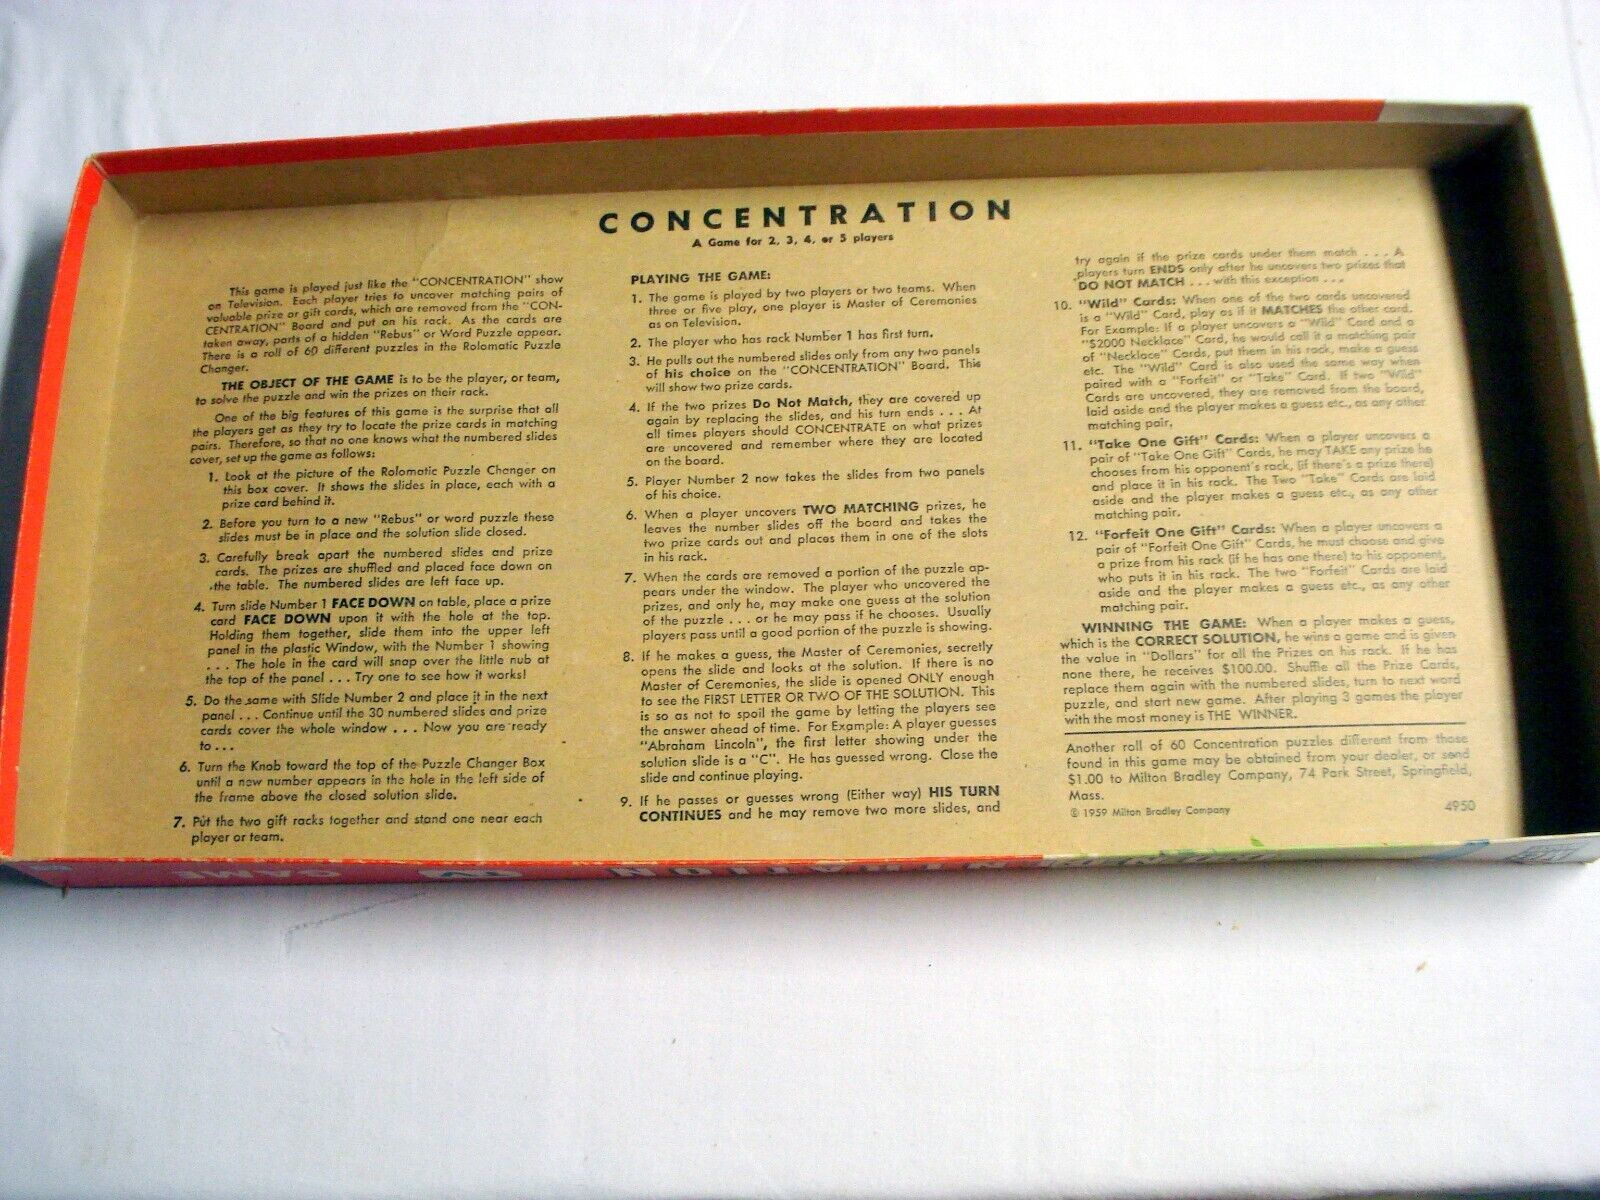 CONCENTRATION
A Game for 2, 3, 4, or 5 players
This game is played just like the "CONCENTRATION" show
on Television. Each player tries to uncover matching pairs of
valuable prize or gift cards, which are removed from the "CON-
CENTRATION" Board and put on his rack. As the cards are
taken away, parts of a hidden "Rebus" or Word Puzzle appear.
There is a roll of 60 different puzzles in the Rolomatic Puzzle
Changer.
THE OBJECT OF THE GAME is to be the player, or team,
to solve the puzzle and win the prizes on their rack.
One of the big features of this game is the surprise that all
the players get as they try to locate the prize cards in matching
pairs. Therefore, so that no one knows what the numbered slides
cover, set up the game as follows:
1. Look at the picture of the Rolomatic Puzzle Changer on
this box cover. It shows the slides in place, each with a
prize card behind it.
2. Before you turn to a new "Rebus" or word puzzle these
slides must be in place and the solution slide closed.
3. Carefully break apart the numbered slides and prize
cards. The prizes are shuffled and placed face down on
the table. The numbered slides are left face up.
4. Turn slide Number 1 FACE DOWN on table, place a prize
card FACE DOWN upon it with the hole at the top.
Holding them together, slide them into the upper left
panel in the plastic Window, with the Number 1 showing
. . . The hole in the card will snap over the little nub at
the top of the panel . . . Try one to see how it works!
5. Do the same with Slide Number 2 and place it in the next
panel . . . Continue until the 30 numbered slides and prize
cards cover the whole window . . . Now you are ready
to . . .
6. Turn the Knob toward the top of the Puzzle Changer Box
until a new number appears in the hole in the left side of
the frame above the closed solution slide.
7. Put the two gift racks together and stand one near each
player or team.
PLAYING THE GAME:
1. The game is played by two players or two teams. When
three or five play, one player is Master of Ceremonies
as on Television.
2. The player who has rack Number 1 has first turn.
3. He pulls out the numbered slides only from any two panels
of his choice on the "CONCENTRATION" Board. This
will show two prize cards.
4. If the two prizes Do Not Match, they are covered up
again by replacing the slides, and his turn ends . . . At
all times players should CONCENTRATE on what prizes
are uncovered and remember where they are located
on the board.
5. Player Number 2 now takes the slides from two panels
of his choice.
6. When a player uncovers TWO MATCHING prizes, he
leaves the number slides off the board and takes the
two prize cards out and places them in one of the slots
in his rack.
7. When the cards are removed a portion of the puzzle ap-
pears under the window. The player who uncovered the
prizes, and only he, may make one guess at the solution
of the puzzle . . . or he may pass if he chooses. Usually
players pass until a good portion of the puzzle is showing.
8. If he makes a guess, the Master of Ceremonies, secretly
opens the slide and looks at the solution. If there is no
Master of Ceremonies, the slide is opened ONLY enough
to see the FIRST LETTER OR TWO OF THE SOLUTION. This
is so as not to spoil the game by letting the players see
the answer ahead of time. For Example: A player guesses
"Abraham Lincoln", the first letter showing under the
solution slide is a "C". He has guessed wrong. Close the
slide and continue playing.
9. If he passes or guesses wrong (Either way) HIS TURN
CONTINUES and he may remove two more slides, and
try again if the prize cards under them match . . . A
players turn ENDS only after he uncovers two prizes that
DO NOT MATCH . . . with this exception . . .
10. "Wild" Cards: When one of the two cards uncovered
is a "Wild" Card, play as if it MATCHES the other card.
For Example: If a player uncovers a "Wild" Card and a
"$2000 Necklace" Card, he would call it a matching pair
of "Necklace" Cards, put them in his rack, make a guess
etc. The "Wild" Card is also used the same way when
paired with a "Forfeit" or "Take" Card. If two "Wild"
Cards are uncovered, they are removed from the board,
laid aside and the player makes a guess etc., as any other
matching pair.
11. "Take One Gift" Cards: When a player uncovers a
pair of "Take One Gift" Cards, he may TAKE any prize he
chooses from his opponent's rack, (if there's a prize there)
and place it in his rack. The Two "Take" Cards are laid
aside and the player makes a guess etc., as any other
matching pair.
12. "Forfeit One Gift" Cards: When a player uncovers a
pair of "Forfeit One Gift" Cards, he must choose and give
a prize from his rack (if he has one there) to his opponent,
who puts it in his rack. The two "Forfeit" Cards are laid
aside and the player makes a guess etc., as any other
matching pair.
WINNING THE GAME: When a player makes a guess,
which is the CORRECT SOLUTION, he wins a game and is given
the value in "Dollars" for all the Prizes on his rack. If he has
none there, he receives $100.00. Shuffle all the Prize Cards,
replace them again with the numbered slides, turn to next word
puzzle, and start new game. After playing 3 games the player
with the most money is THE WINNER.
Another roll of 60 Concentration puzzles different from those
found in this game may be obtained from your dealer, or send
$1.00 to Milton Bradley Company, 74 Park Street, Springfield,
Mass.
© 1959 Milton Bradley Company 4950
CONCENTRATION TV GAME